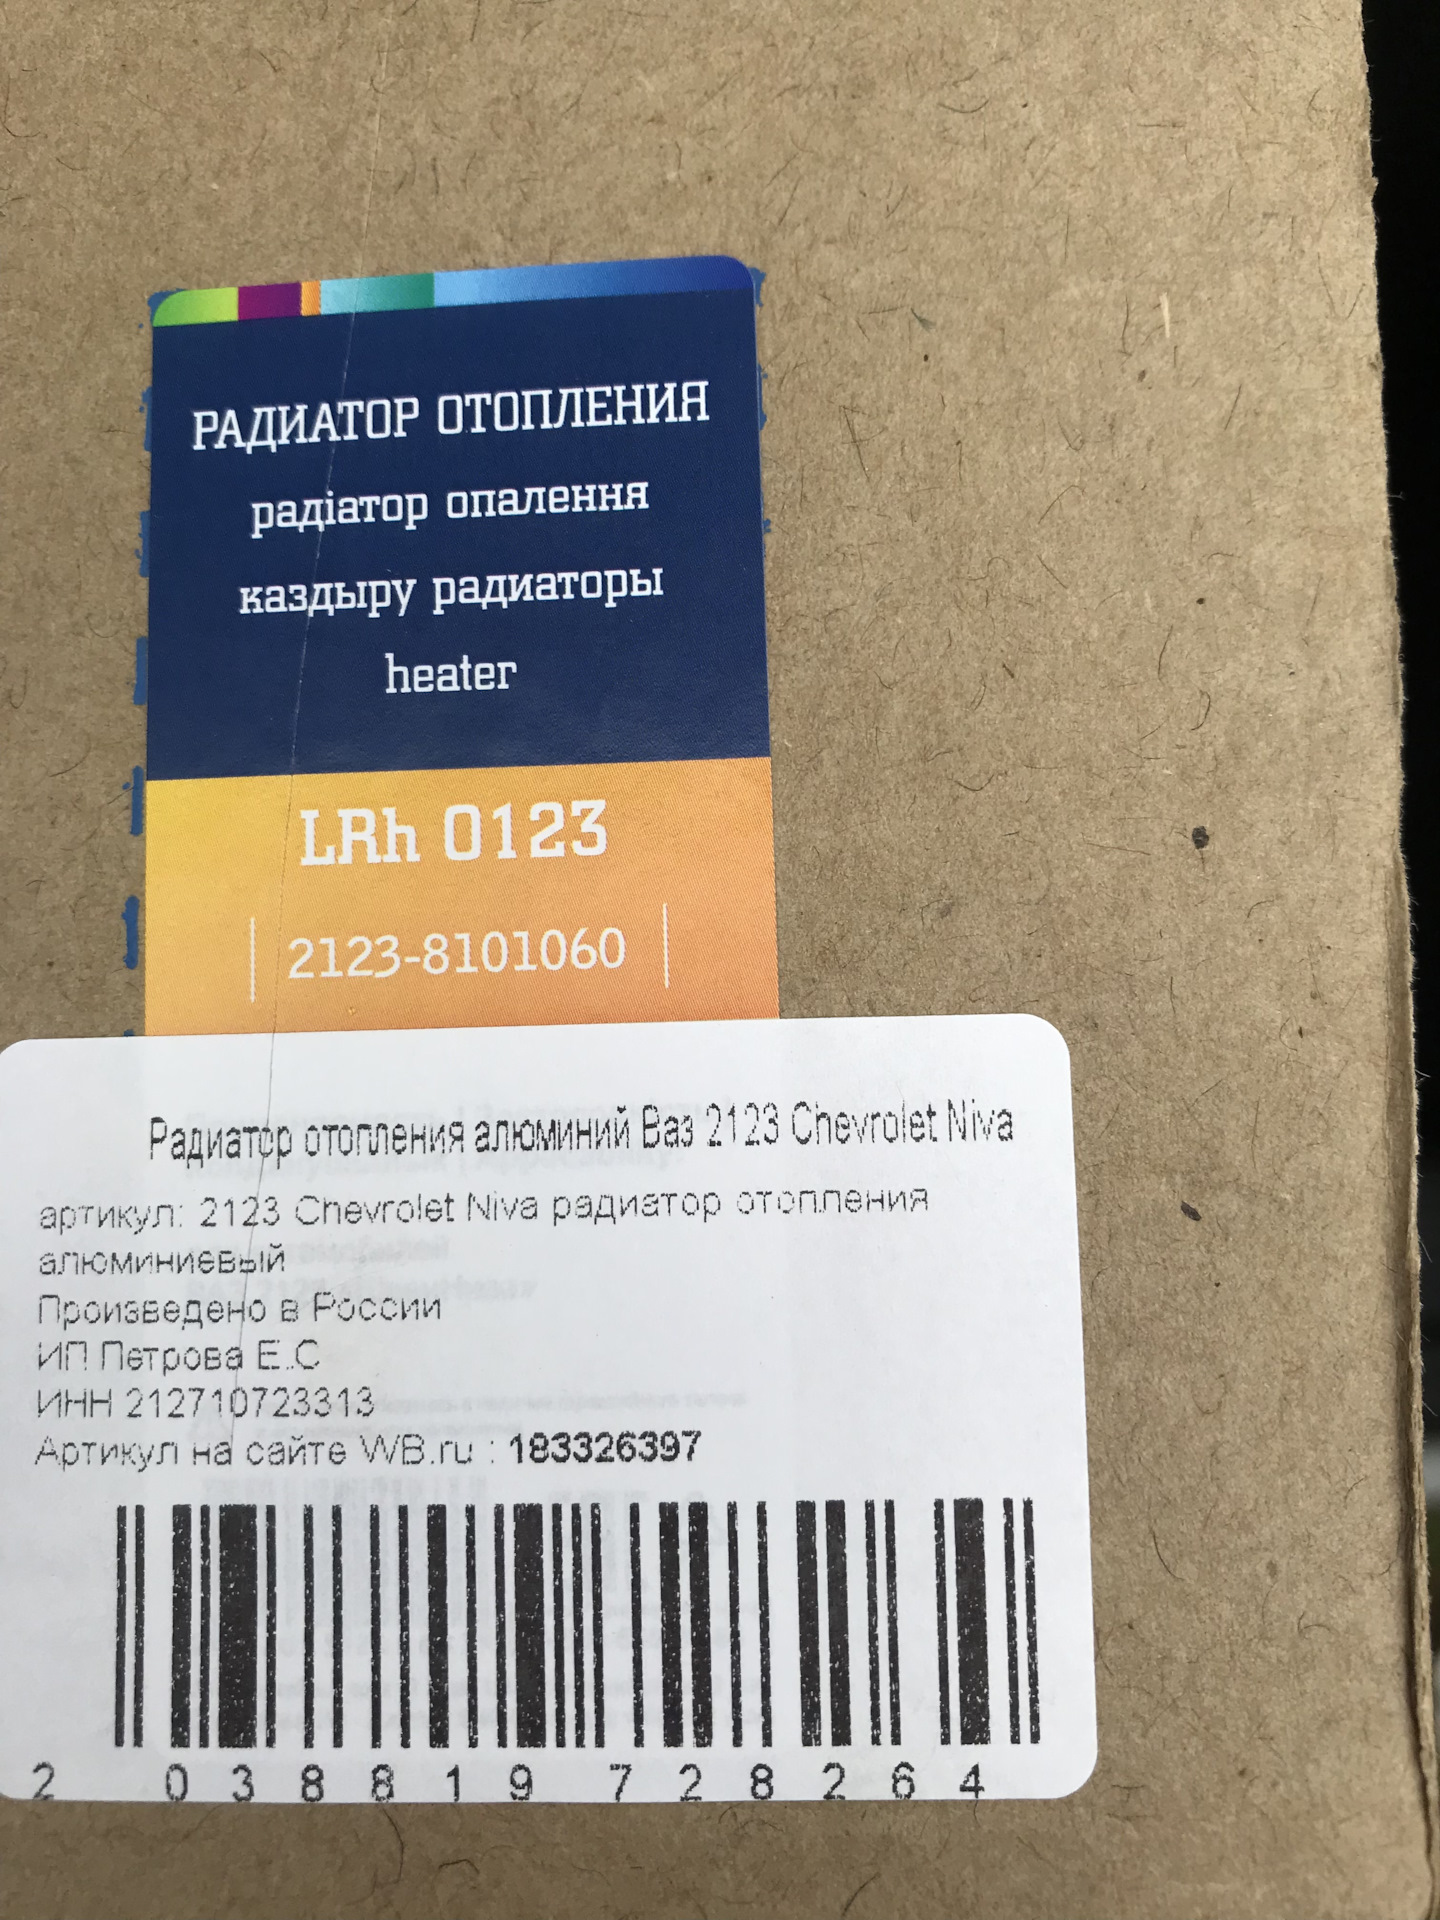 РАДИАТОР ОТОПЛЕНИЯ
радіатор опалення
каздыру радиаторы
heater
LRh 0123
2123-8101060
Радиатор отопления алюминий Ваз 2123 Chevrolet Niva
артикул: 2123 Chevrolet Niva радиатор отопления
алюминиевый
Произведено в России
ИП Петрова Е.С
ИНН 212710723313
Артикул на сайте WB.ru : 183326397
2 038819 728264